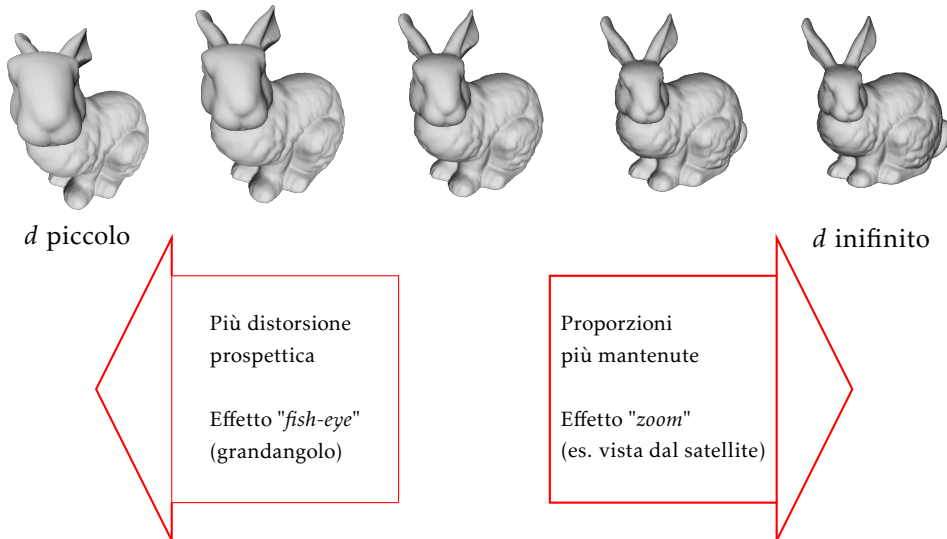 d piccolo
d inifinito
Più distorsione
prospettica
Effetto "fish-eye"
(grandangolo)
Proporzioni
più mantenute
Effetto "zoom"
(es. vista dal satellite)